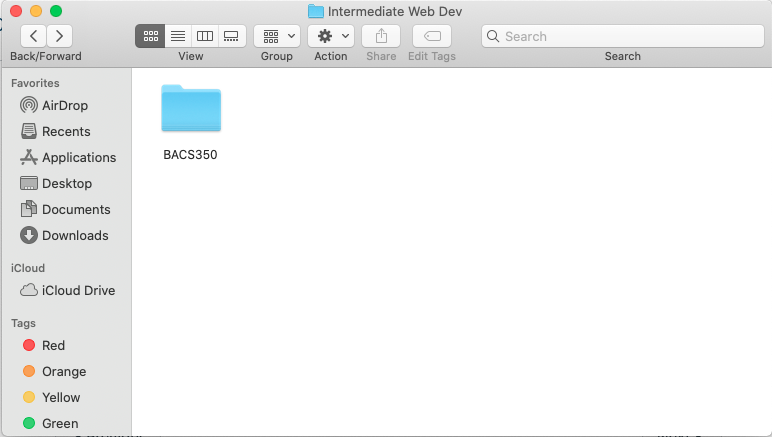 Intermediate Web Dev
Search
Back/Forward View Group Action Share Edit Tags Search
Favorites
AirDrop
Recents
Applications
Desktop
Documents
Downloads
iCloud
iCloud Drive
Tags
Red
Orange
Yellow
Green
BACS350